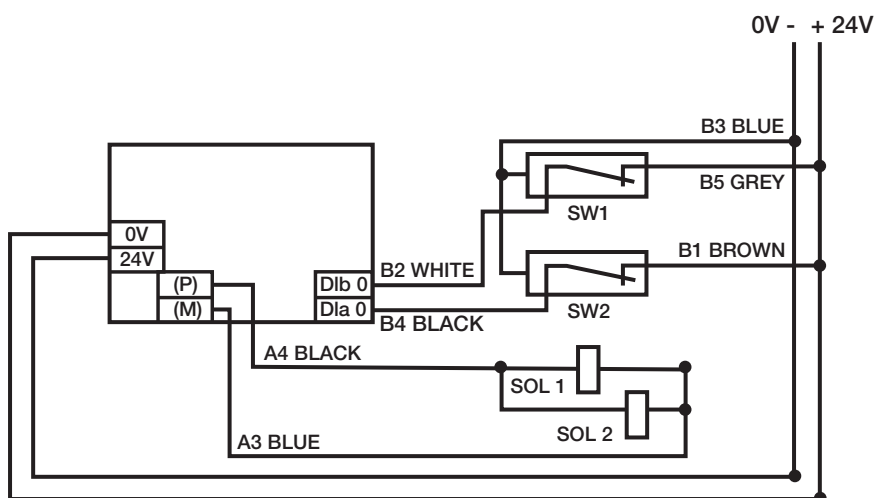 0V - + 24V
B3 BLUE
B5 GREY
SW1
0V
24V
B1 BROWN
B2 WHITE
(P)
DIb 0
(M)
DIa 0
SW2
B4 BLACK
A4 BLACK
SOL 1
SOL 2
A3 BLUE